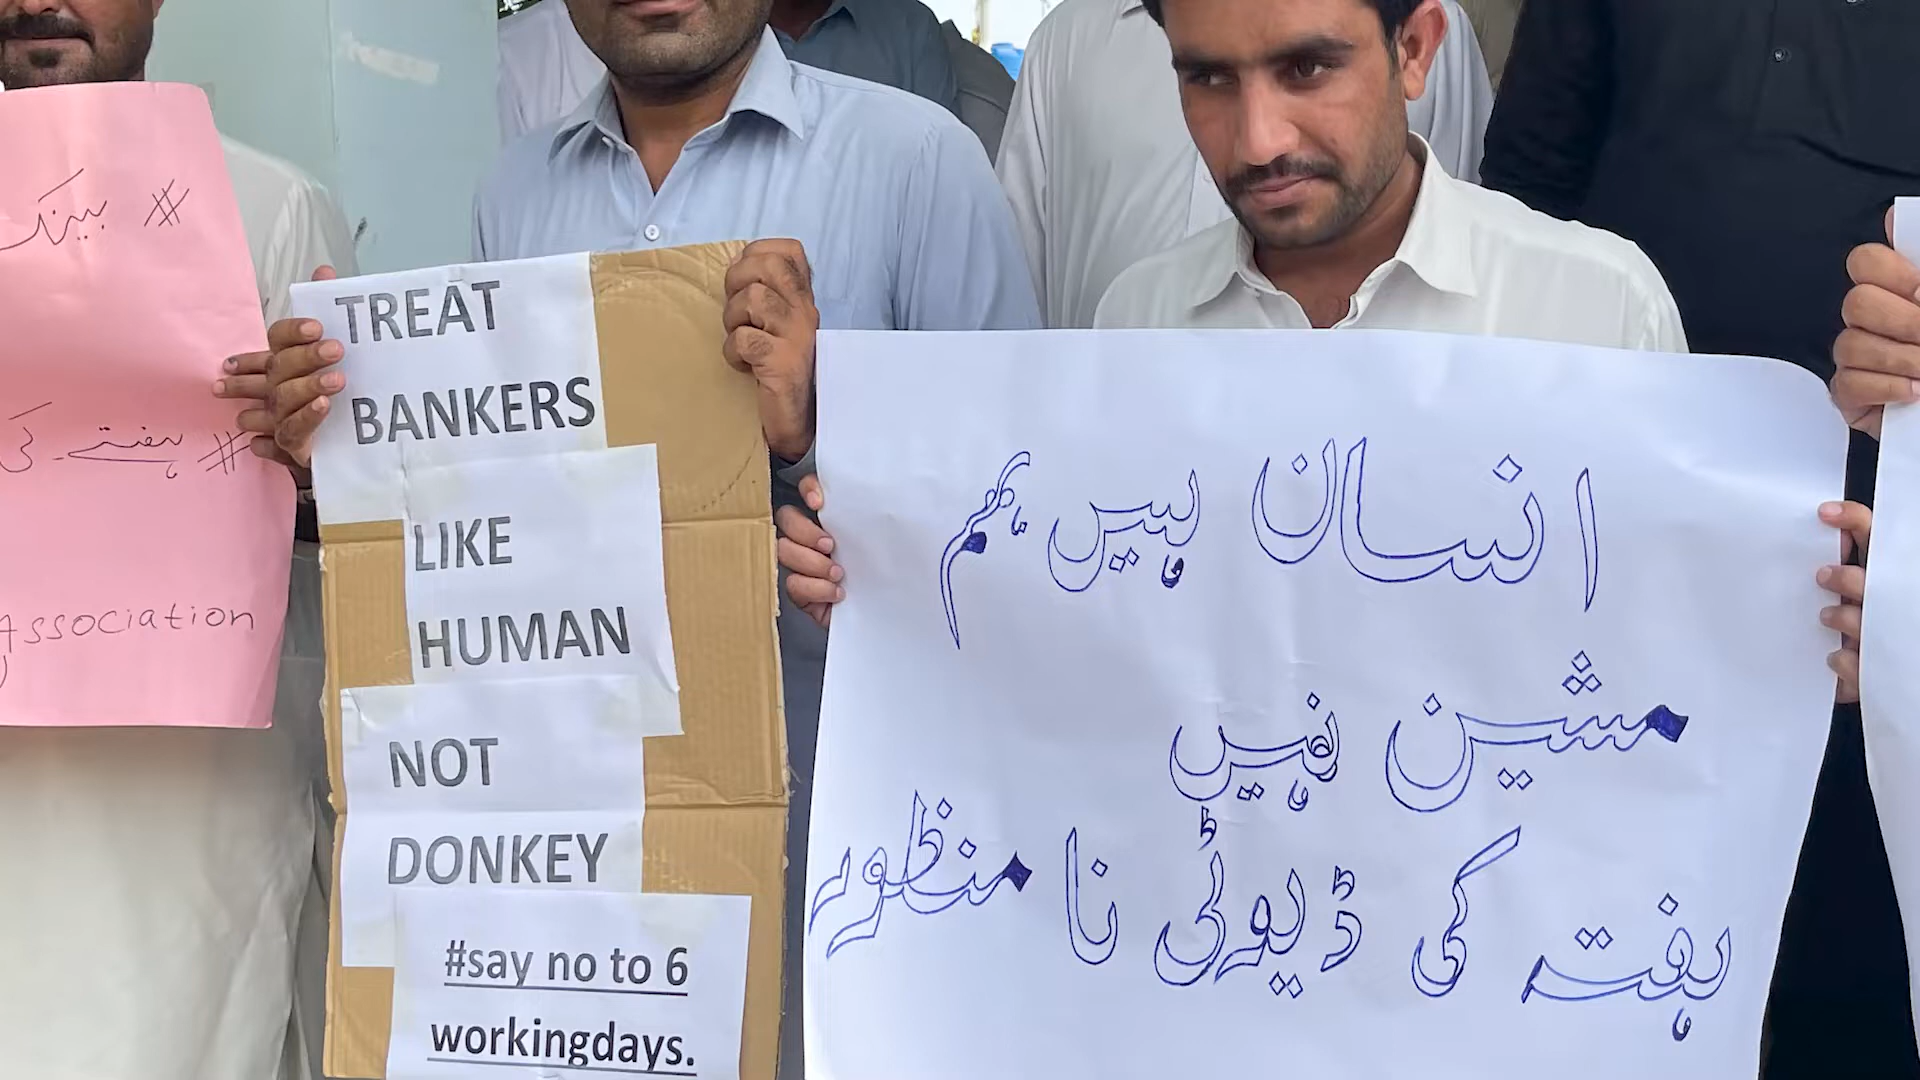 # بینک
# ہفتے کی
Association
TREAT
BANKERS
LIKE
HUMAN
NOT
DONKEY
#say no to 6
workingdays.
انسان ہیں ہم
مشین نہیں
ہفتہ کی ڈیوٹی نا منظور